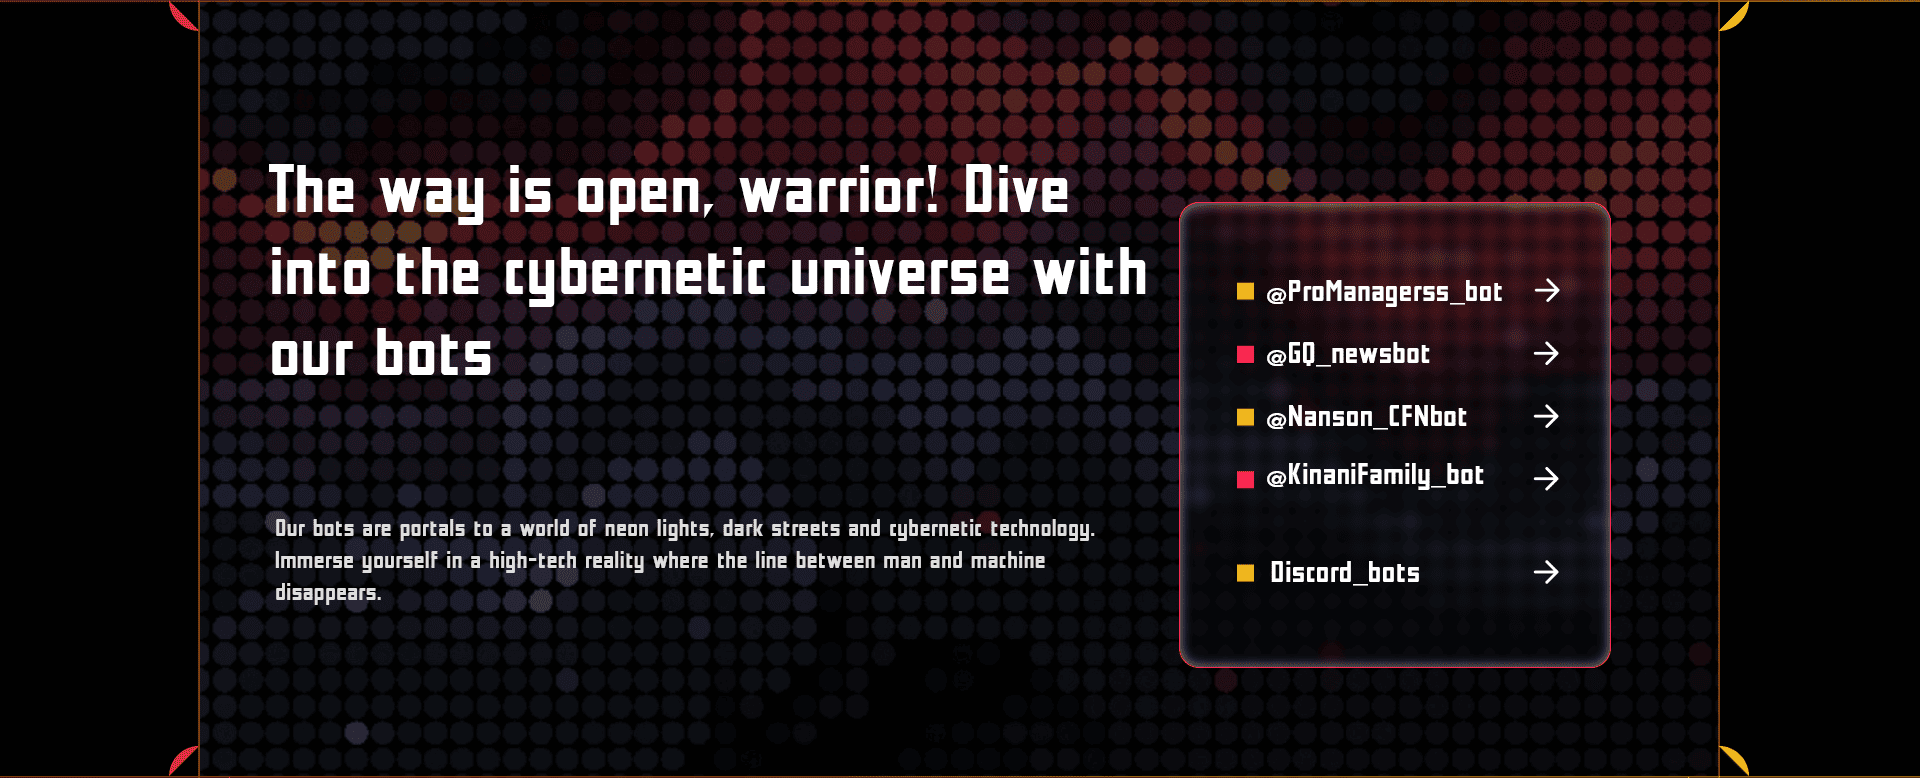 The way is open, warrior! Dive
into the cybernetic universe with
our bots
Our bots are portals to a world of neon lights, dark streets and cybernetic technology.
Immerse yourself in a high-tech reality where the line between man and machine
disappears.
@ProManagerss_bot
@GQ_newsbot
@Nanson_CFNbot
@KinaniFamily_bot
Discord_bots